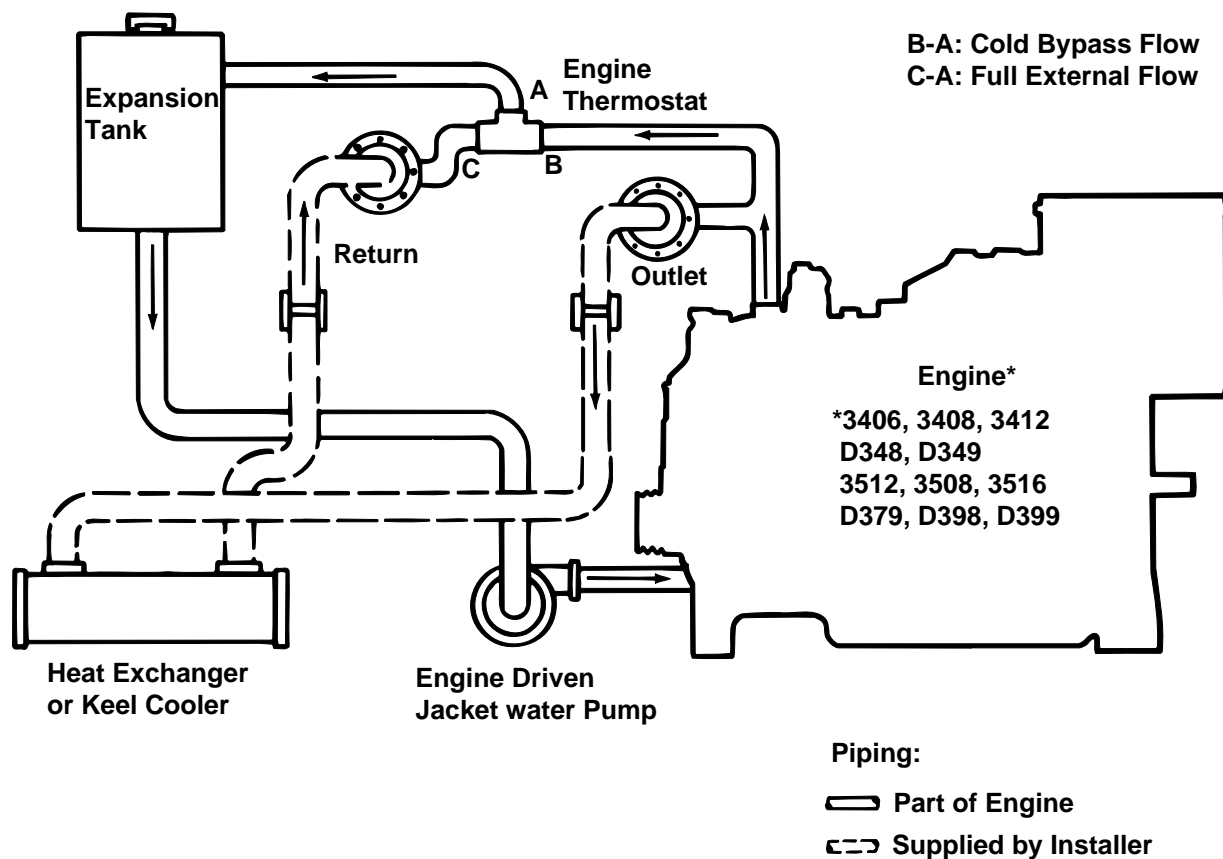 B-A: Cold Bypass Flow
C-A: Full External Flow
Expansion
Tank
Engine
Thermostat
A
B
C
Return
Outlet
Engine*
*3406, 3408, 3412
D348, D349
3512, 3508, 3516
D379, D398, D399
Heat Exchanger
or Keel Cooler
Engine Driven
Jacket water Pump
Piping:
Part of Engine
Supplied by Installer